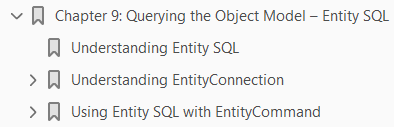 Chapter 9: Querying the Object Model – Entity SQL
Understanding Entity SQL
Understanding EntityConnection
Using Entity SQL with EntityCommand